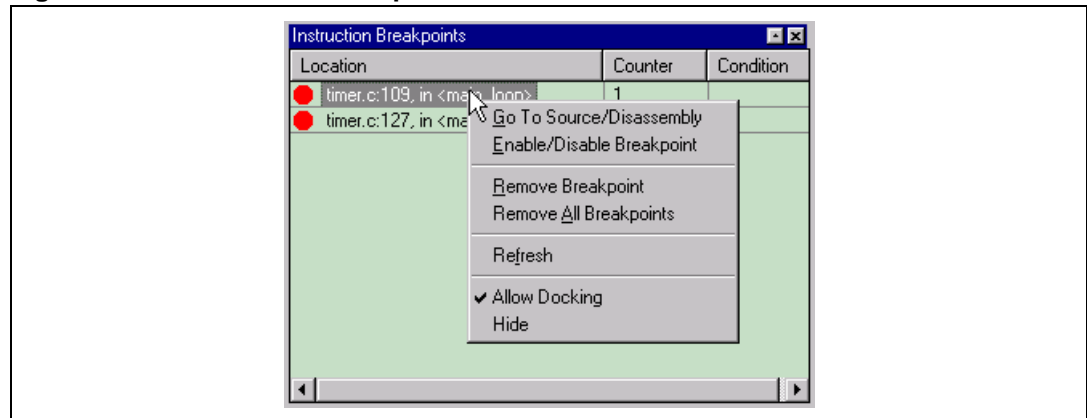 Instruction Breakpoints
Location Counter Condition
timer.c:109, in <main_loop> 1
timer.c:127, in <ma
Go To Source/Disassembly
Enable/Disable Breakpoint
Remove Breakpoint
Remove All Breakpoints
Refresh
Allow Docking
Hide